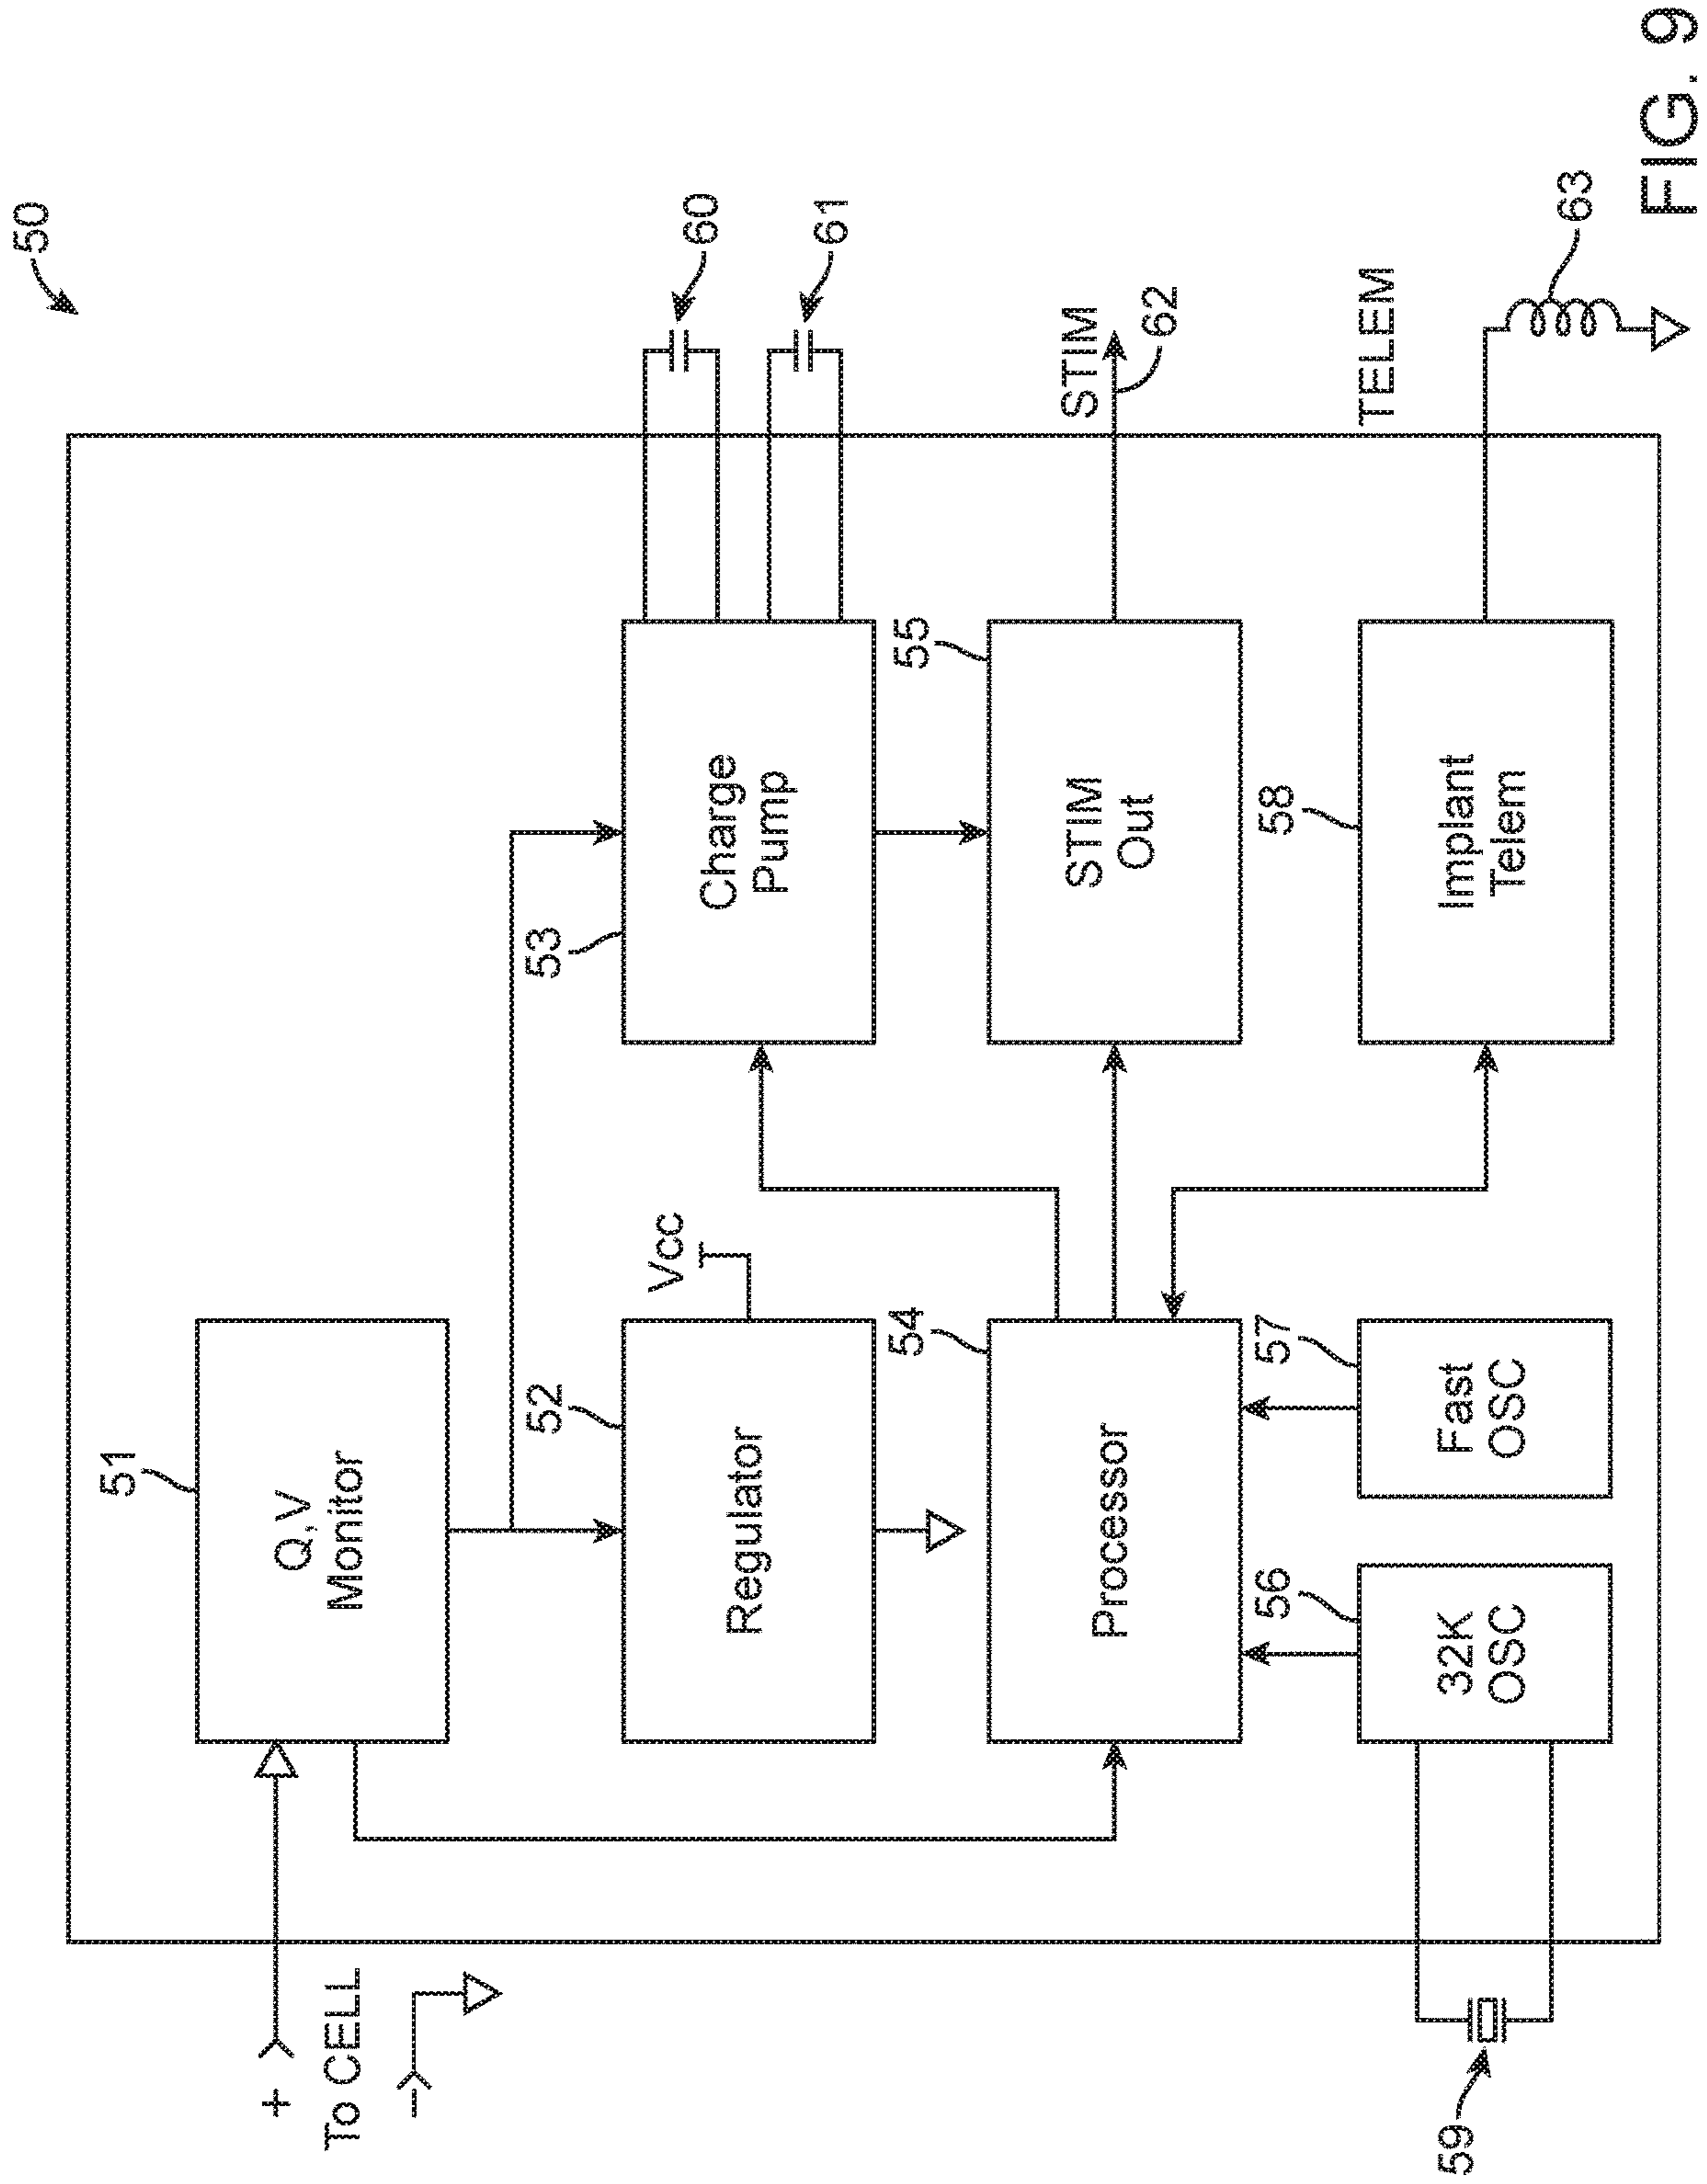 50
+
To CELL
−
51
Q,V
Monitor
52
Regulator
Vcc
53
Charge
Pump
60
61
54
Processor
55
STIM
Out
STIM
62
56
32K
OSC
57
Fast
OSC
58
Implant
Telem
TELEM
63
59
FIG. 9